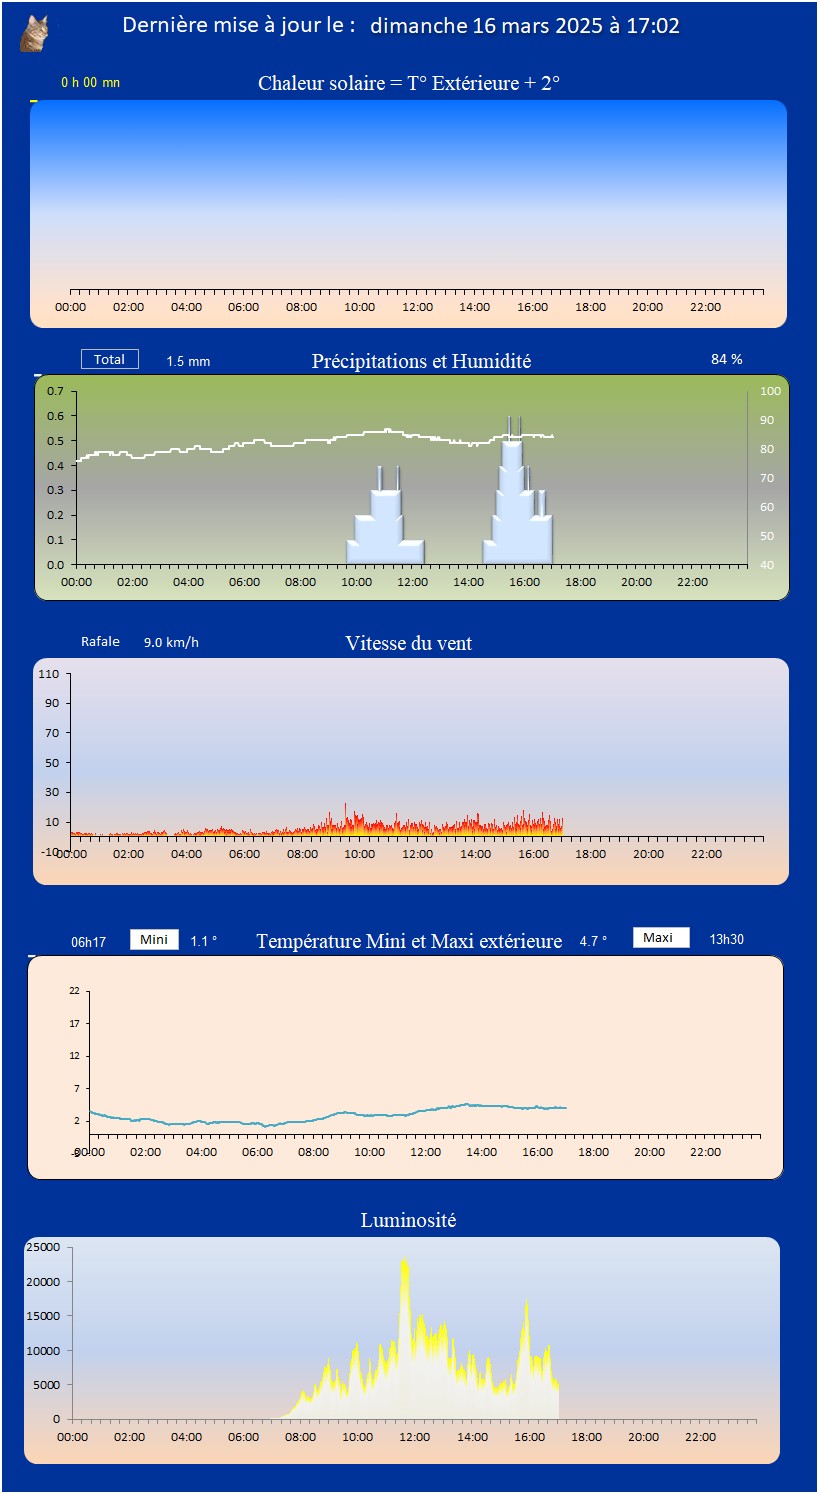 Dernière mise à jour le : dimanche 16 mars 2025 à 17:02
0 h 00 mn Chaleur solaire = T° Extérieure + 2°
00:00 02:00 04:00 06:00 08:00 10:00 12:00 14:00 16:00 18:00 20:00 22:00
Total 1.5 mm Précipitations et Humidité 84 %
0.7 100
0.6 90
0.5 80
0.4 70
0.3 60
0.2 50
0.1
0.0 40
00:00 02:00 04:00 06:00 08:00 10:00 12:00 14:00 16:00 18:00 20:00 22:00
Rafale 9.0 km/h Vitesse du vent
110
90
70
50
30
10
-10
00:00 02:00 04:00 06:00 08:00 10:00 12:00 14:00 16:00 18:00 20:00 22:00
06h17 Mini 1.1 ° Température Mini et Maxi extérieure 4.7 ° Maxi 13h30
22
17
12
7
2
00:00 02:00 04:00 06:00 08:00 10:00 12:00 14:00 16:00 18:00 20:00 22:00
Luminosité
25000
20000
15000
10000
5000
0
00:00 02:00 04:00 06:00 08:00 10:00 12:00 14:00 16:00 18:00 20:00 22:00